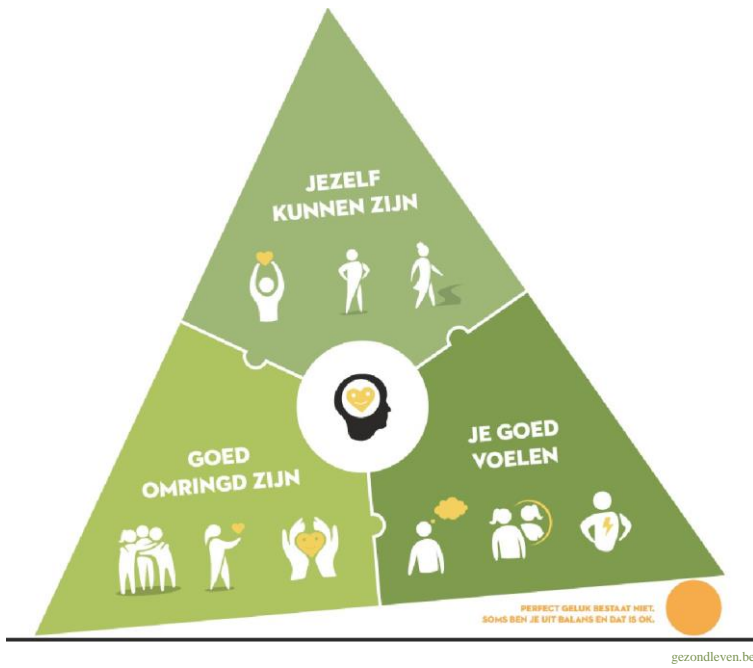 JEZELF
KUNNEN ZIJN
GOED
OMRINGD ZIJN
JE GOED
VOELEN
PERFECT GELUK BESTAAT NIET.
SOMS BEN JE UIT BALANS EN DAT IS OK.
gezondleven.be